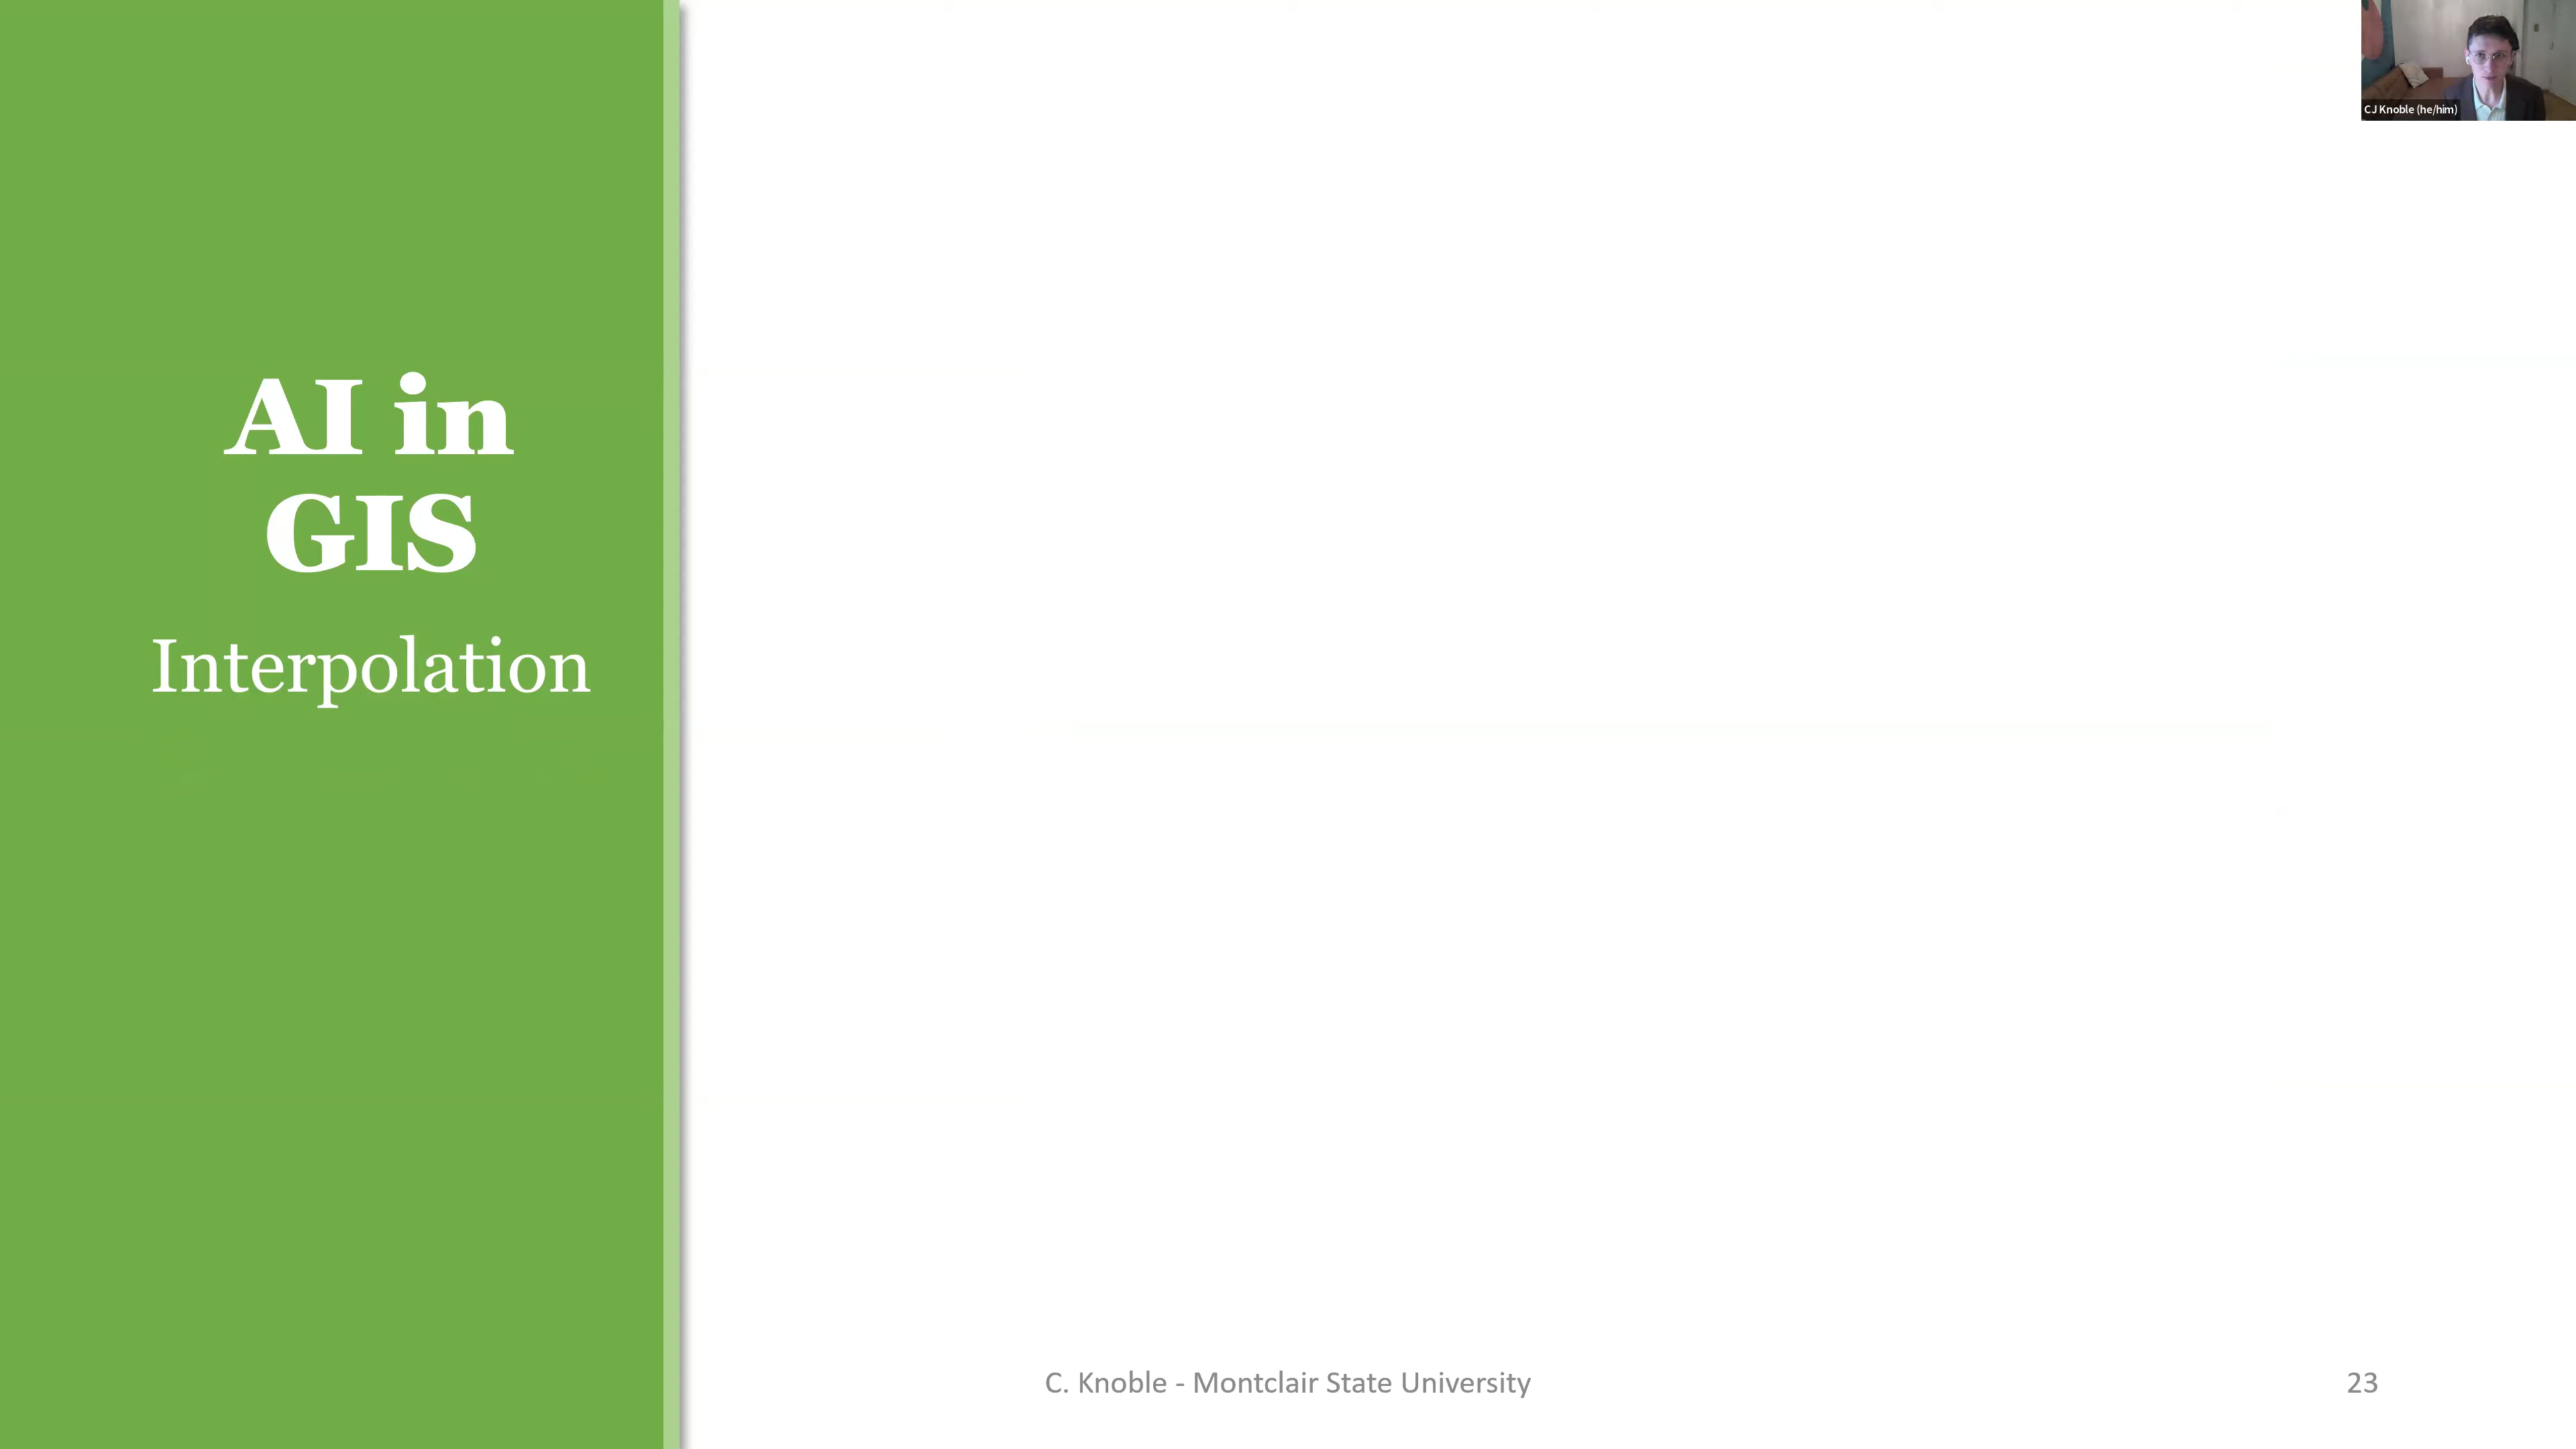 AI in
GIS
Interpolation
CJ Knoble (he/him)
C. Knoble - Montclair State University
23